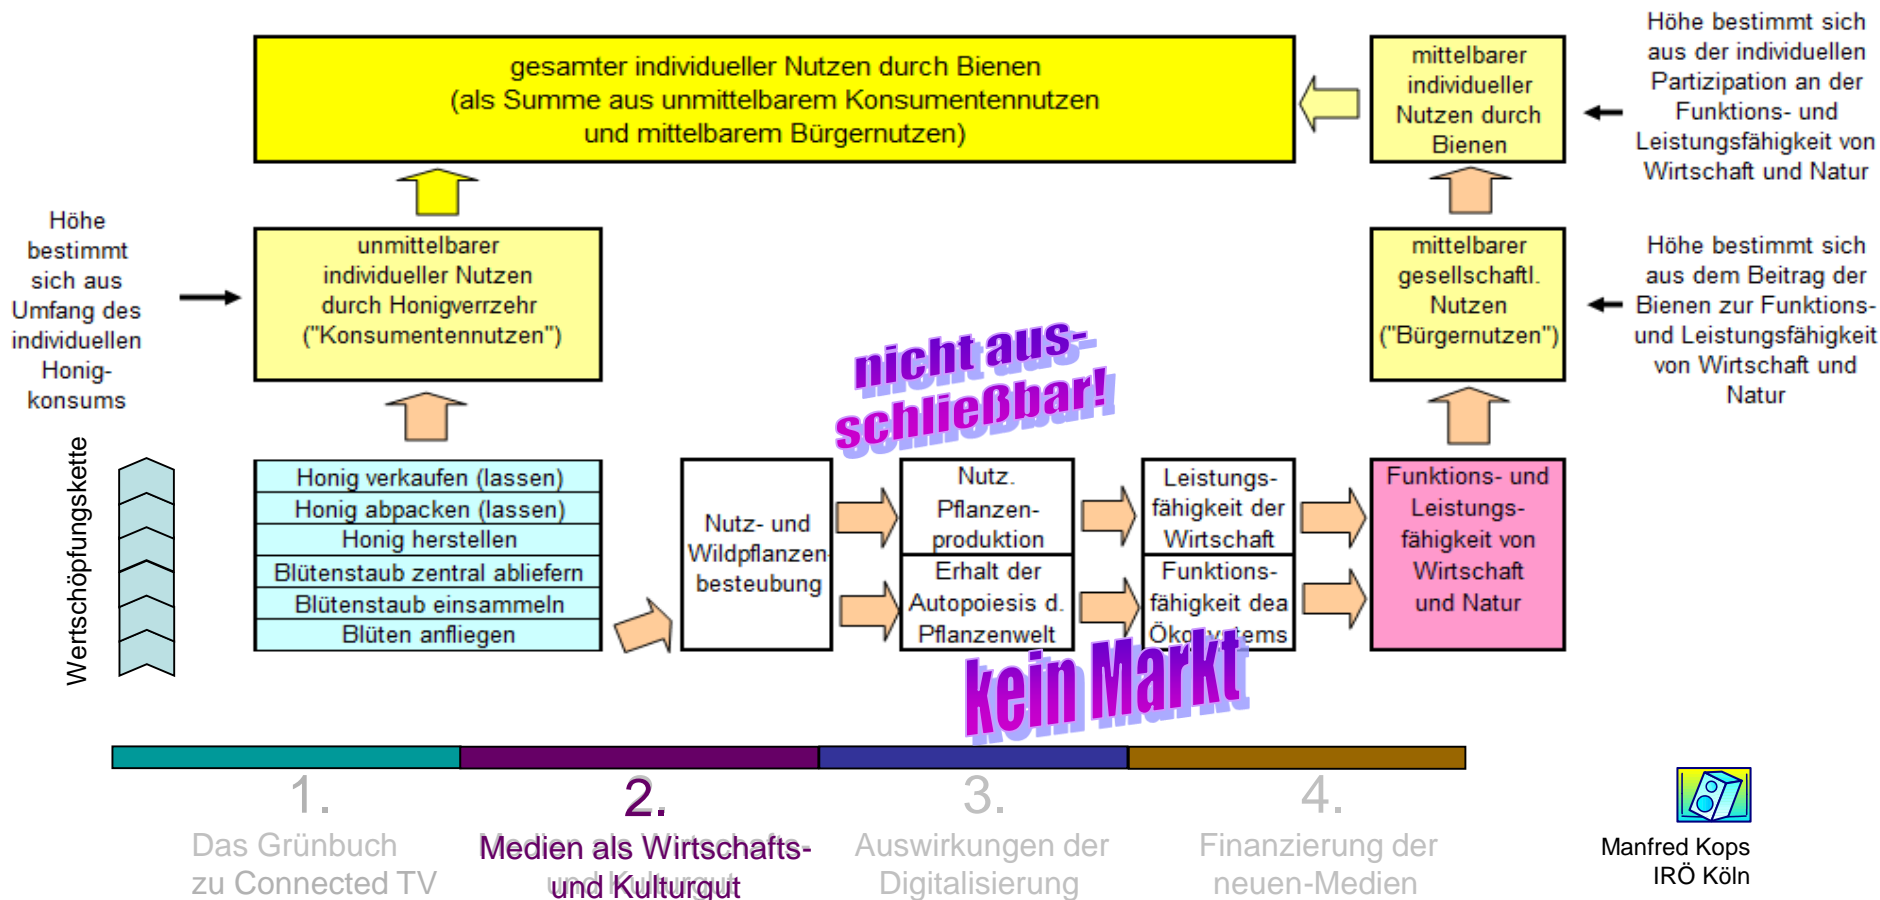 gesamter individueller Nutzen durch Bienen
(als Summe aus unmittelbarem Konsumentennutzen
und mittelbarem Bürgernutzen)
mittelbarer
individueller
Nutzen durch
Bienen
Höhe bestimmt sich
aus der individuellen
Partizipation an der
Funktions- und
Leistungsfähigkeit von
Wirtschaft und Natur
Höhe
bestimmt
sich aus
Umfang des
individuellen
Honig-
konsums
unmittelbarer
individueller Nutzen
durch Honigverrzehr
("Konsumentennutzen")
mittelbarer
gesellschaftl.
Nutzen
("Bürgernutzen")
Höhe bestimmt sich
aus dem Beitrag der
Bienen zur Funktions-
und Leistungsfähigkeit
von Wirtschaft und
Natur
nicht aus-
schließbar!
Wertschöpfungskette
Honig verkaufen (lassen)
Honig abpacken (lassen)
Honig herstellen
Blütenstaub zentral abliefern
Blütenstaub einsammeln
Blüten anfliegen
Nutz- und
Wildpflanzen-
besteubung
Nutz.
Pflanzen-
produktion
Erhalt der
Autopoiesis d.
Pflanzenwelt
Leistungs-
fähigkeit der
Wirtschaft
Funktions-
fähigkeit dea
Ökosystems
Funktions- und
Leistungs-
fähigkeit von
Wirtschaft
und Natur
kein Markt
1.
Das Grünbuch
zu Connected TV
2.
Medien als Wirtschafts-
und Kulturgut
3.
Auswirkungen der
Digitalisierung
4.
Finanzierung der
neuen-Medien
Manfred Kops
IRÖ Köln